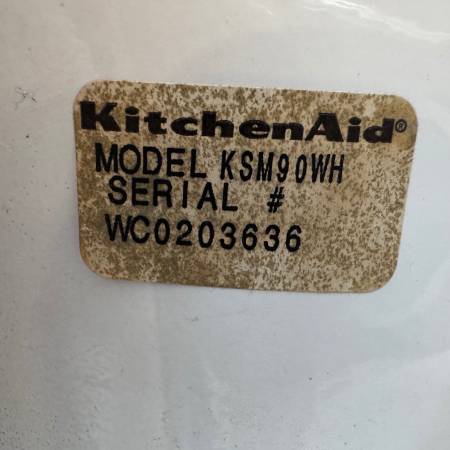 KitchenAid®
MODEL KSM90WH
SERIAL #
WC0203636